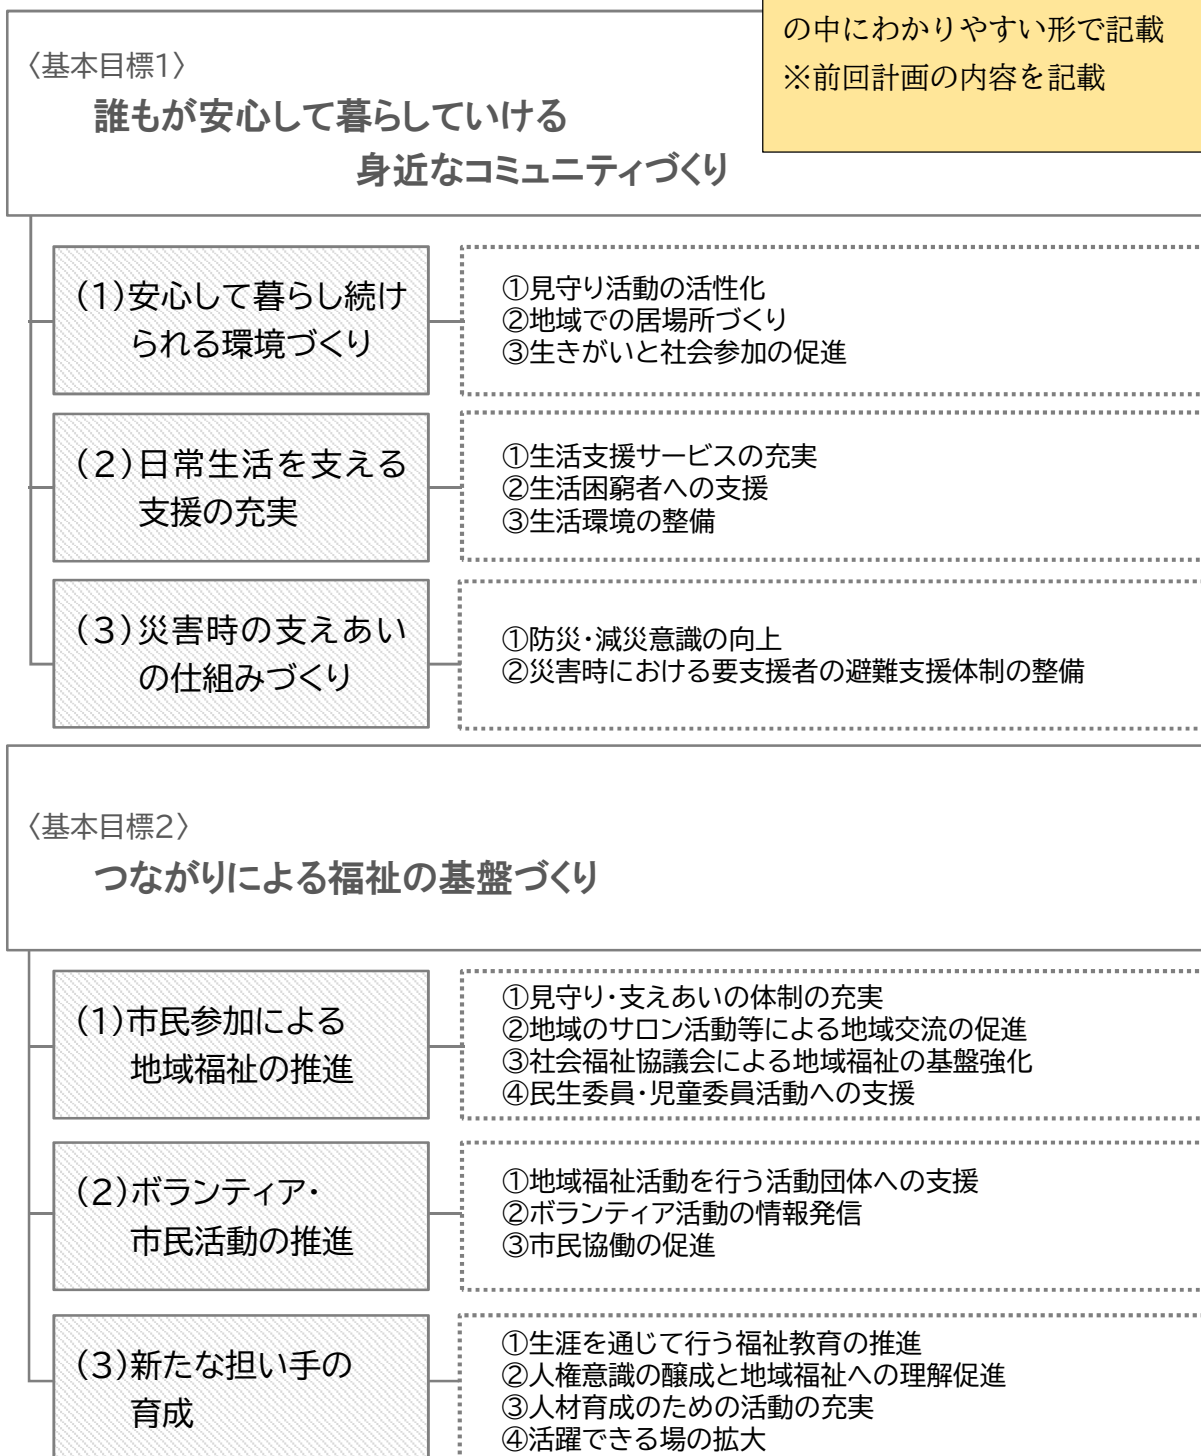 の中にわかりやすい形で記載
※前回計画の内容を記載
〈基本目標1〉
誰もが安心して暮らしていける
身近なコミュニティづくり
(1)安心して暮らし続け
られる環境づくり
①見守り活動の活性化
②地域での居場所づくり
③生きがいと社会参加の促進
(2)日常生活を支える
支援の充実
①生活支援サービスの充実
②生活困窮者への支援
③生活環境の整備
(3)災害時の支えあい
の仕組みづくり
①防災・減災意識の向上
②災害時における要支援者の避難支援体制の整備
〈基本目標2〉
つながりによる福祉の基盤づくり
(1)市民参加による
地域福祉の推進
①見守り・支えあいの体制の充実
②地域のサロン活動等による地域交流の促進
③社会福祉協議会による地域福祉の基盤強化
④民生委員・児童委員活動への支援
(2)ボランティア・
市民活動の推進
①地域福祉活動を行う活動団体への支援
②ボランティア活動の情報発信
③市民協働の促進
(3)新たな担い手の
育成
①生涯を通じて行う福祉教育の推進
②人権意識の醸成と地域福祉への理解促進
③人材育成のための活動の充実
④活躍できる場の拡大